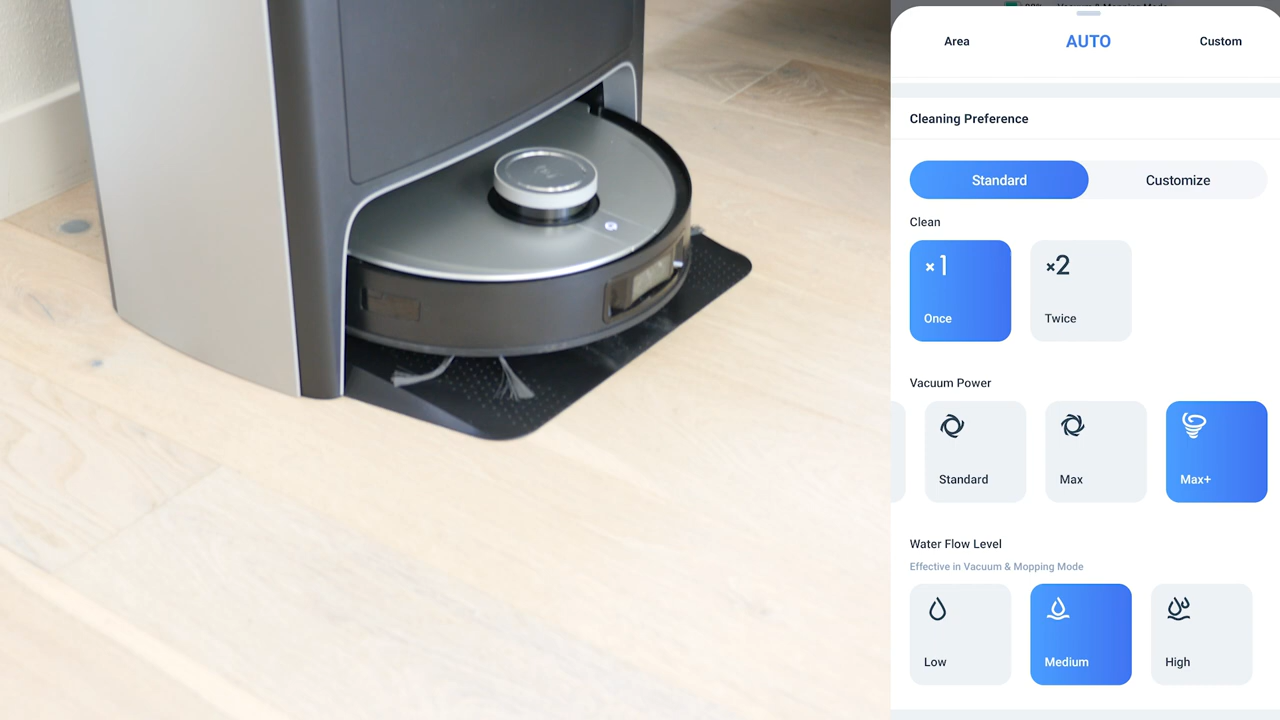 Area AUTO Custom
Cleaning Preference
Standard Customize
Clean
×1 ×2
Once Twice
Vacuum Power
Standard Max Max+
Water Flow Level
Effective in Vacuum & Mopping Mode
Low Medium High